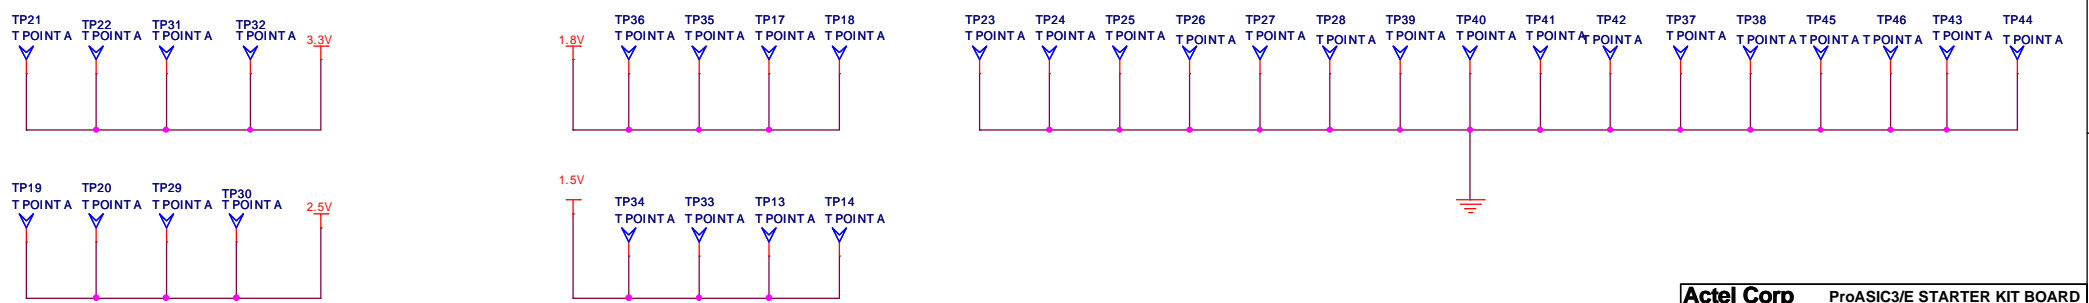 TP21 TP22 TP31 TP32
T POINT A T POINT A T POINT A T POINT A 3.3V
TP36 TP35 TP17 TP18
1.8V T POINT A T POINT A T POINT A T POINT A
TP23 TP24 TP25 TP26 TP27 TP28 TP39 TP40 TP41 TP42 TP37 TP38 TP45 TP46 TP43 TP44
T POINT A T POINT A T POINT A T POINT A T POINT A T POINT A T POINT A T POINT A T POINT A T POINT A T POINT A T POINT A T POINT A T POINT A T POINT A T POINT A
TP19 TP20 TP29 TP30
T POINT A T POINT A T POINT A T POINT A 2.5V
1.5V
TP34 TP33 TP13 TP14
T POINT A T POINT A T POINT A T POINT A
Actel Corp ProASIC3/E STARTER KIT BOARD